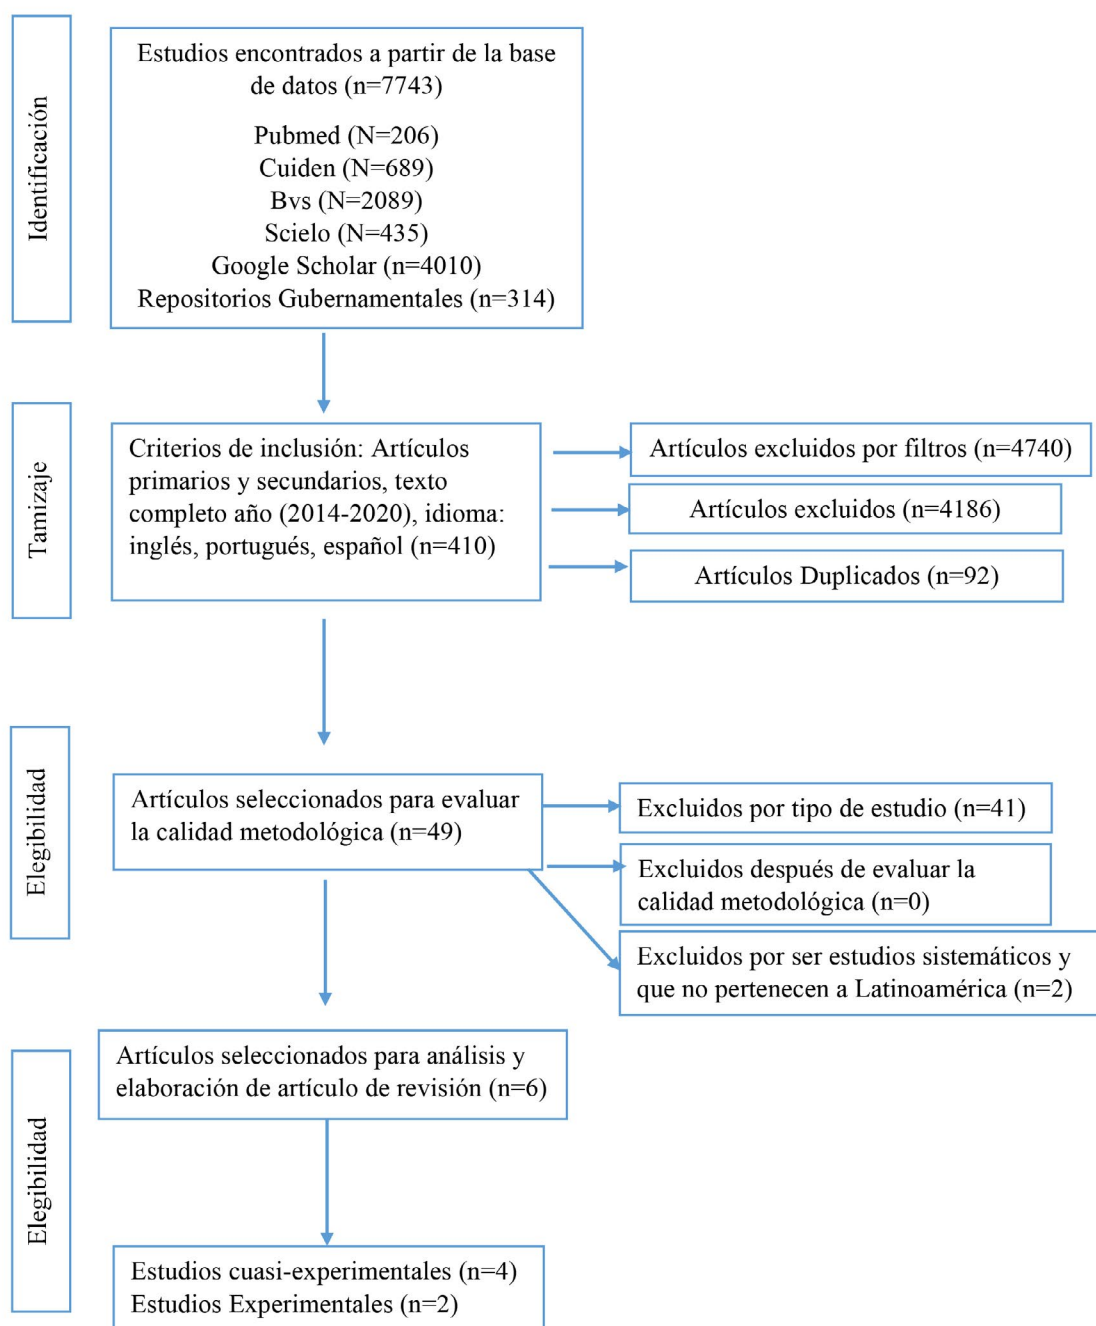 Identificación
Estudios encontrados a partir de la base
de datos (n=7743)
Pubmed (N=206)
Cuiden (N=689)
Bvs (N=2089)
Scielo (N=435)
Google Scholar (n=4010)
Repositorios Gubernamentales (n=314)
Tamizaje
Criterios de inclusión: Artículos
primarios y secundarios, texto
completo año (2014-2020), idioma:
inglés, portugués, español (n=410)
Artículos excluidos por filtros (n=4740)
Artículos excluidos (n=4186)
Artículos Duplicados (n=92)
Elegibilidad
Artículos seleccionados para evaluar
la calidad metodológica (n=49)
Excluidos por tipo de estudio (n=41)
Excluidos después de evaluar la
calidad metodológica (n=0)
Excluidos por ser estudios sistemáticos y
que no pertenecen a Latinoamérica (n=2)
Elegibilidad
Artículos seleccionados para análisis y
elaboración de artículo de revisión (n=6)
Estudios cuasi-experimentales (n=4)
Estudios Experimentales (n=2)